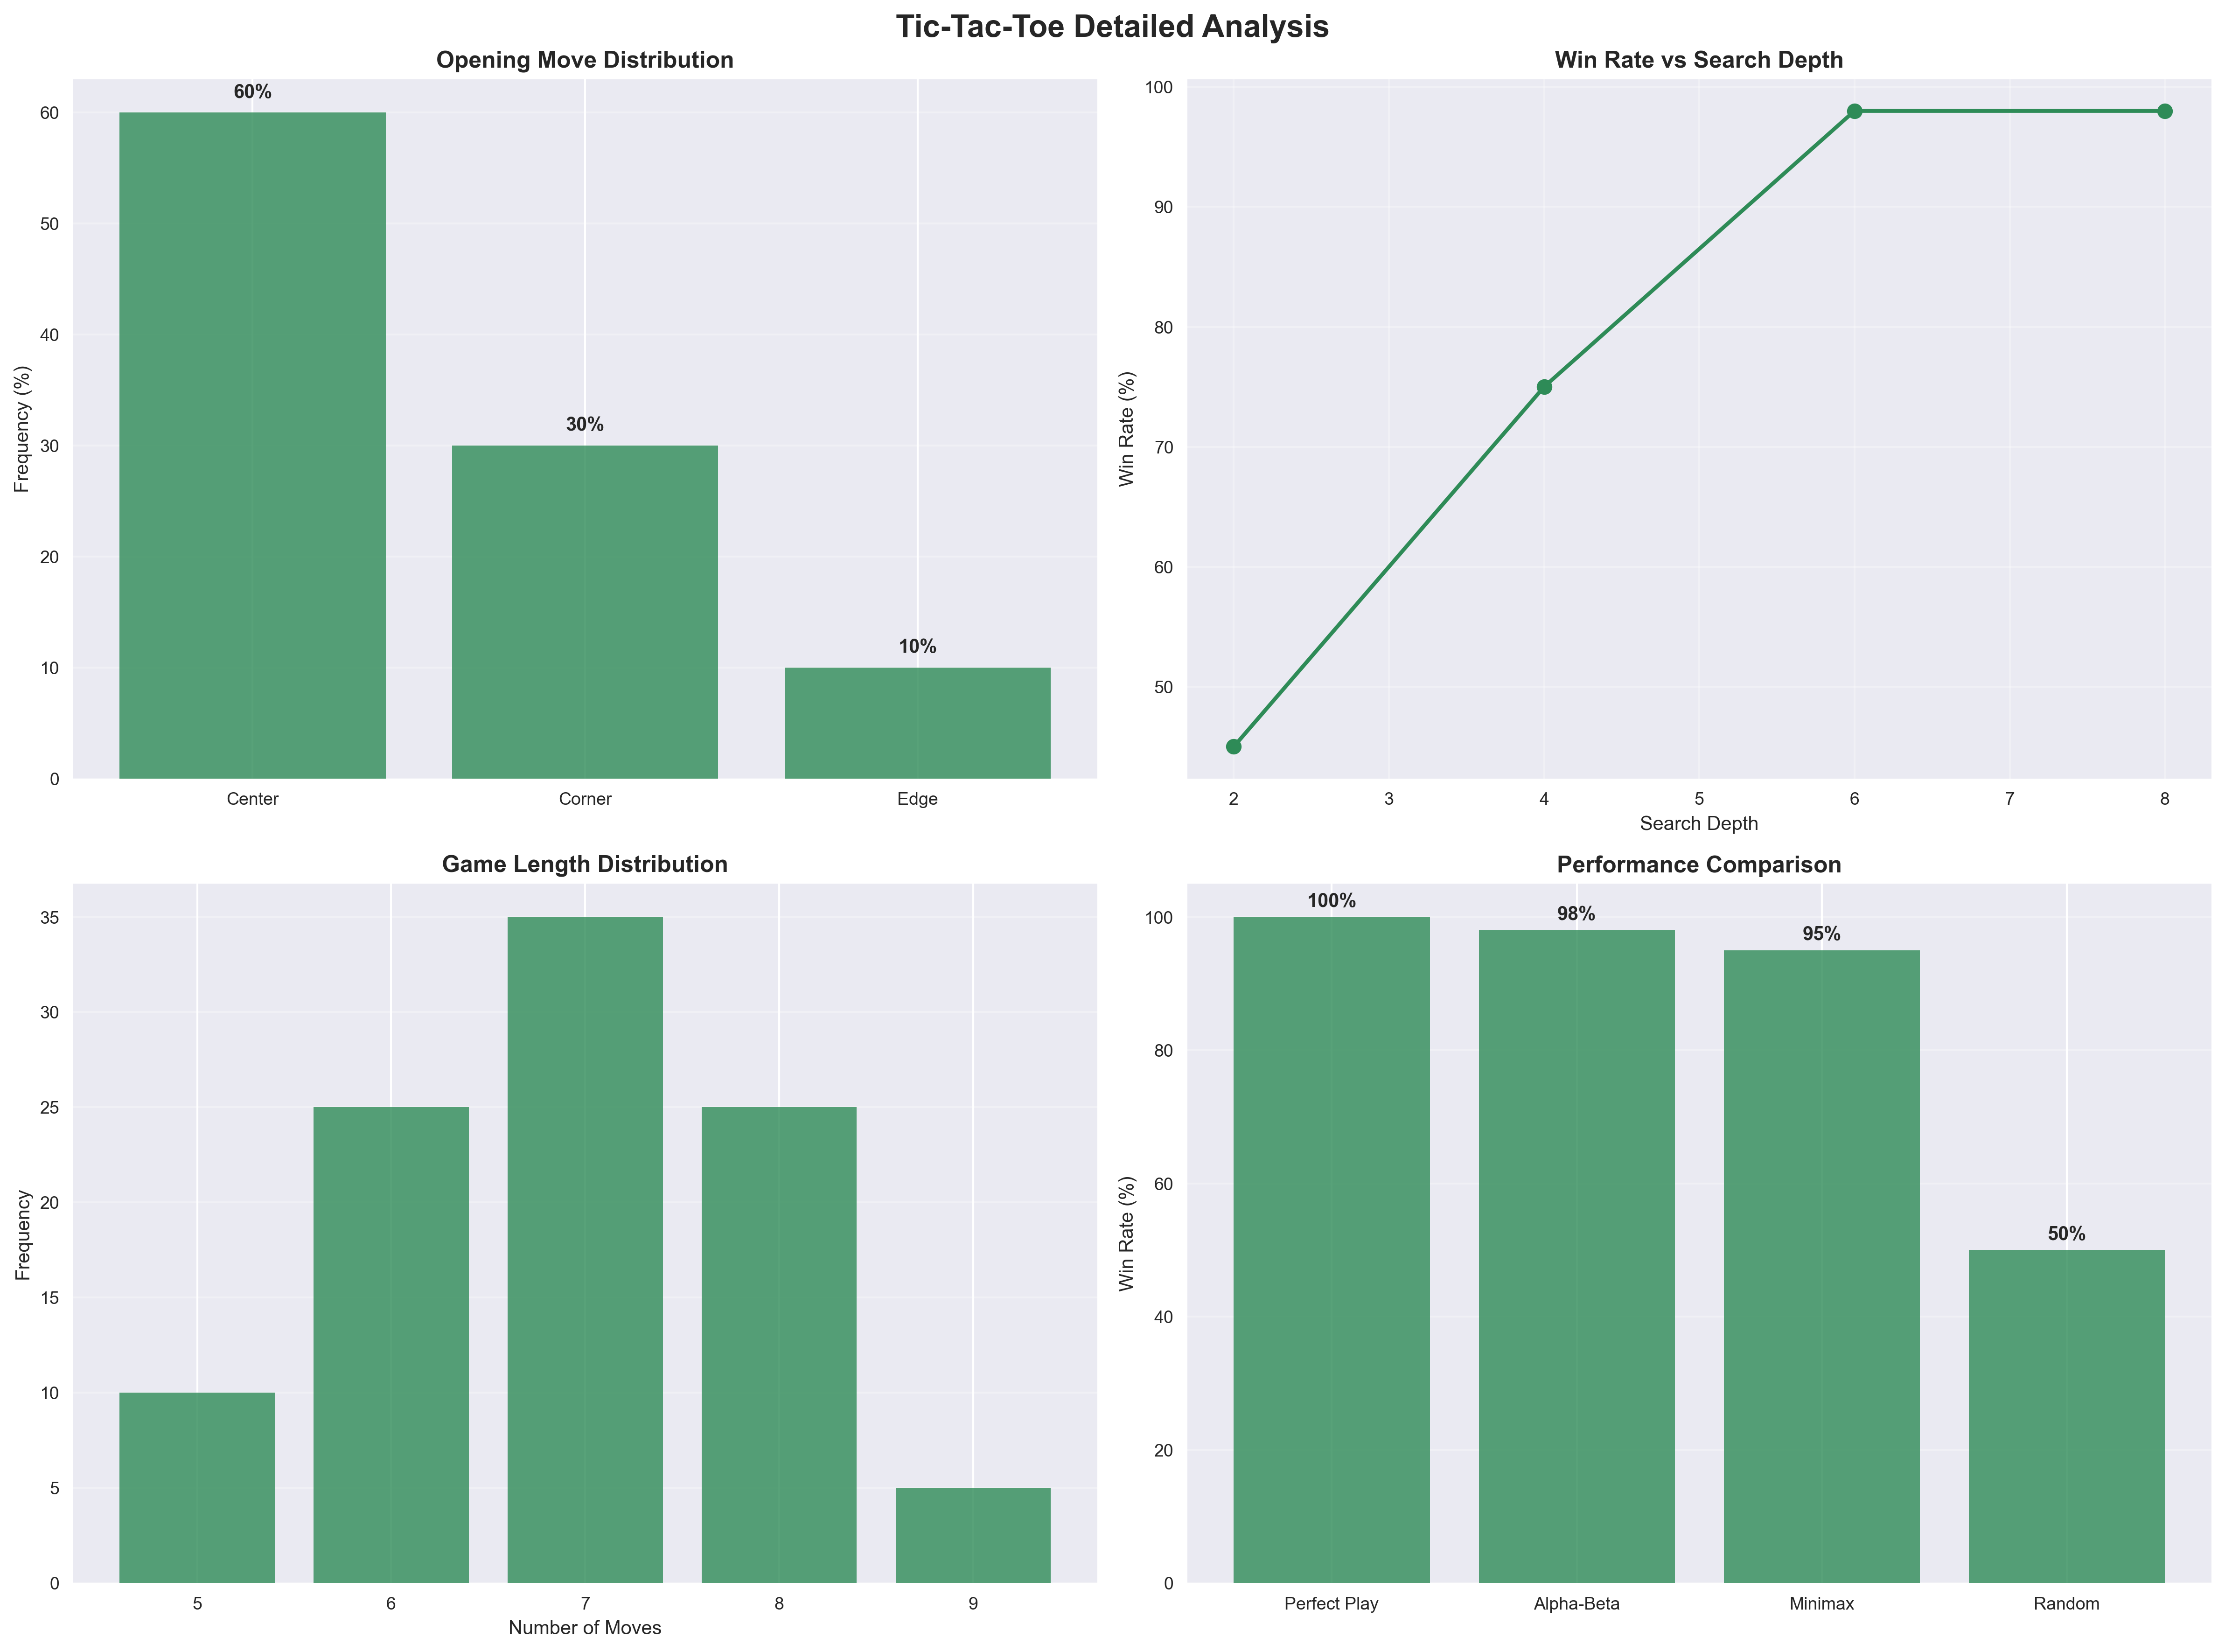 Tic-Tac-Toe Detailed Analysis
Opening Move Distribution
60%
30%
10%
60
50
40
30
20
10
0
Frequency (%)
Center
Corner
Edge
Win Rate vs Search Depth
100
90
80
70
60
50
Win Rate (%)
2
3
4
5
6
7
8
Search Depth
Game Length Distribution
35
30
25
20
15
10
5
0
Frequency
5
6
7
8
9
Number of Moves
Performance Comparison
100%
98%
95%
50%
100
80
60
40
20
0
Win Rate (%)
Perfect Play
Alpha-Beta
Minimax
Random